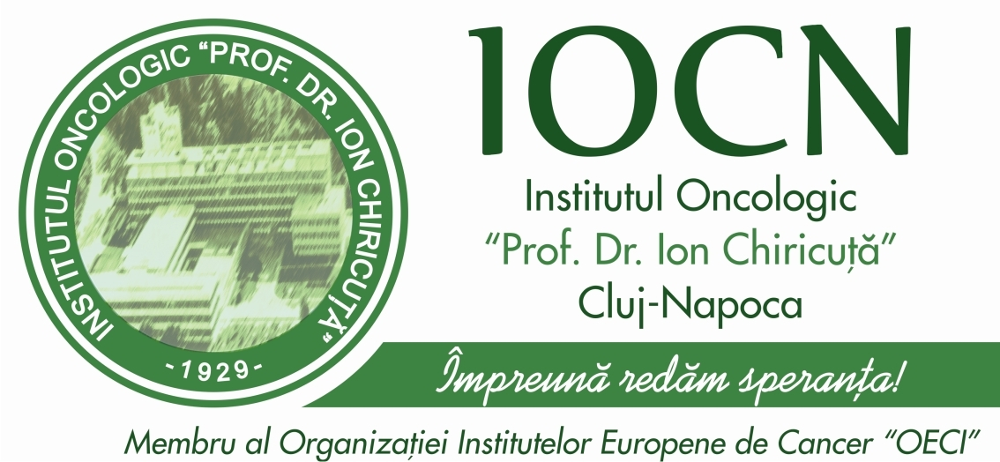 INSTITUTUL ONCOLOGIC “PROF. DR. ION CHIRICUȚĂ“
-1929-
IOCN
Institutul Oncologic
“Prof. Dr. Ion Chiricuță”
Cluj-Napoca
Împreună redăm speranța!
Membru al Organizației Institutelor Europene de Cancer “OECI”